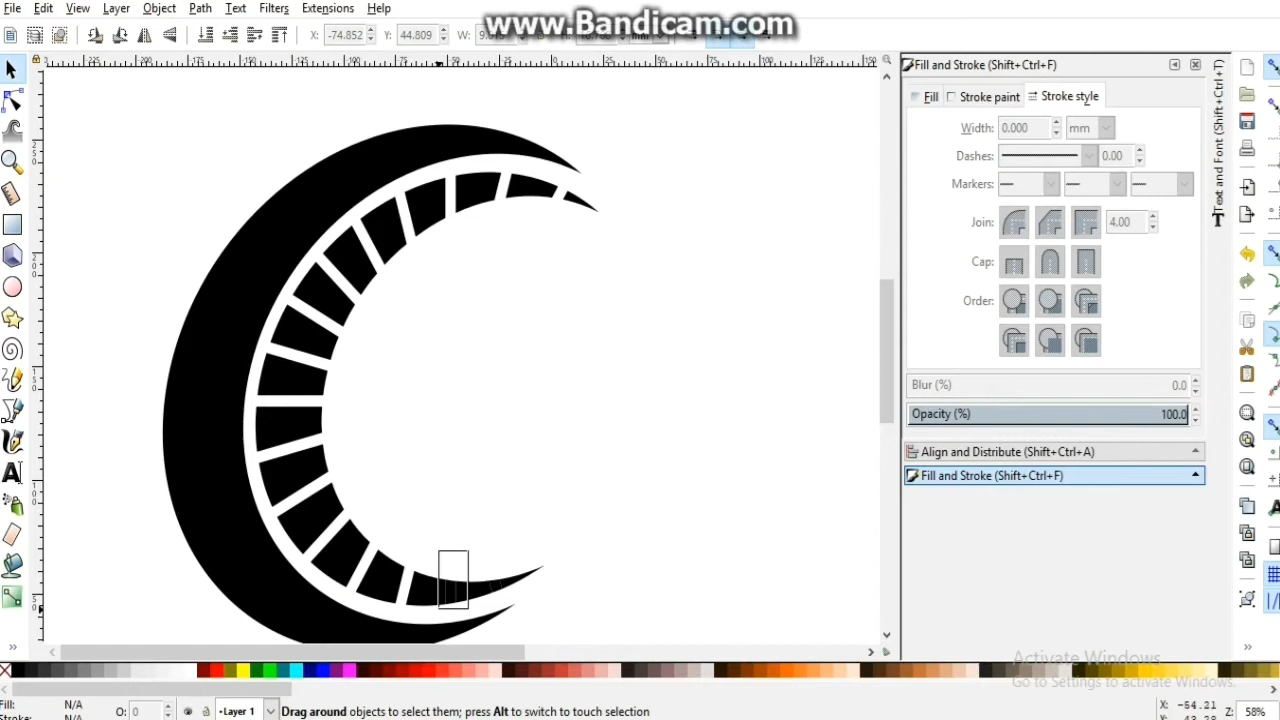 File Edit View Layer Object Path Text Filters Extensions Help
www.Bandicam.com
X: -74.852 Y: 44.809 W:
Fill and Stroke (Shift+Ctrl+F)
Fill Stroke paint Stroke style
Width: 0.000 mm
Dashes: 0.00
Markers:
Join: 4.00
Cap:
Order:
Blur (%) 0.0
Opacity (%) 100.0
Align and Distribute (Shift+Ctrl+A)
Fill and Stroke (Shift+Ctrl+F)
Text and Font (Shift+Ctrl+T)
Activate Windows
Go to Settings to activate Windows.
Fill: N/A
O: 0
Layer 1
Drag around objects to select them; press Alt to switch to touch selection
X: -54.21
Z: 58%
Stroke: N/A